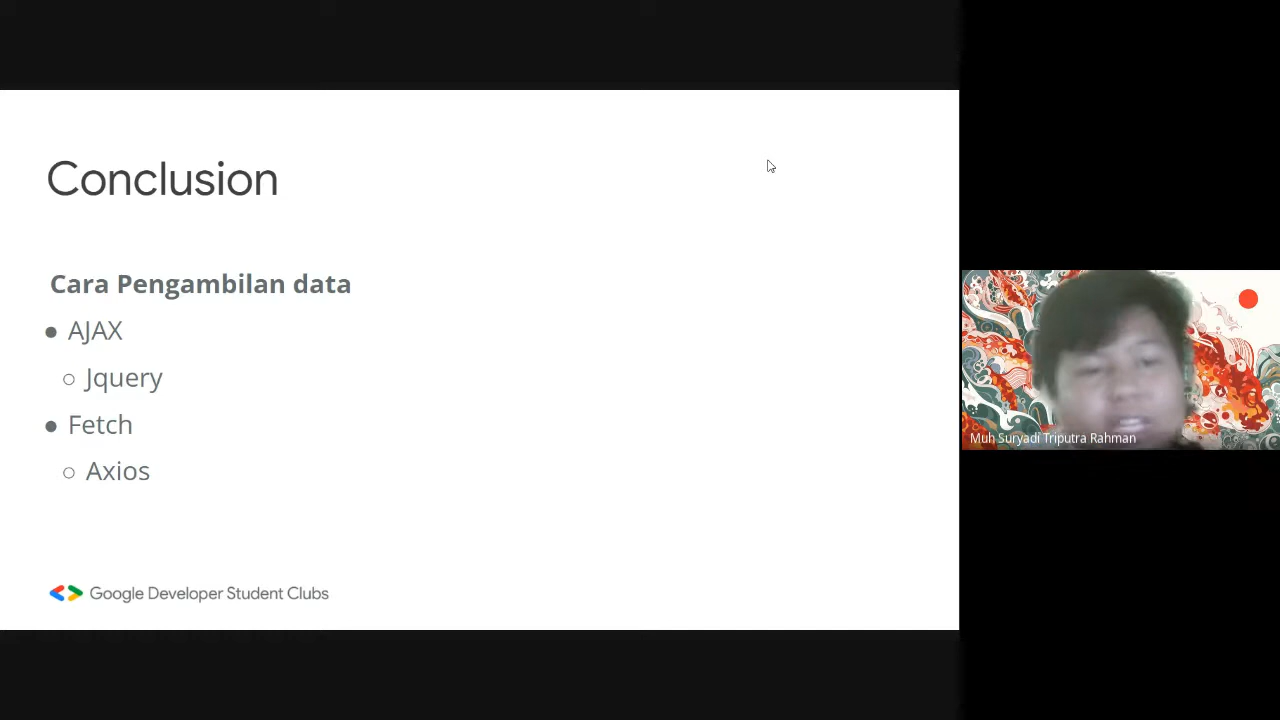 Conclusion
Cara Pengambilan data
● AJAX
○ Jquery
● Fetch
○ Axios
Google Developer Student Clubs
Muh Suryadi Triputra Rahman